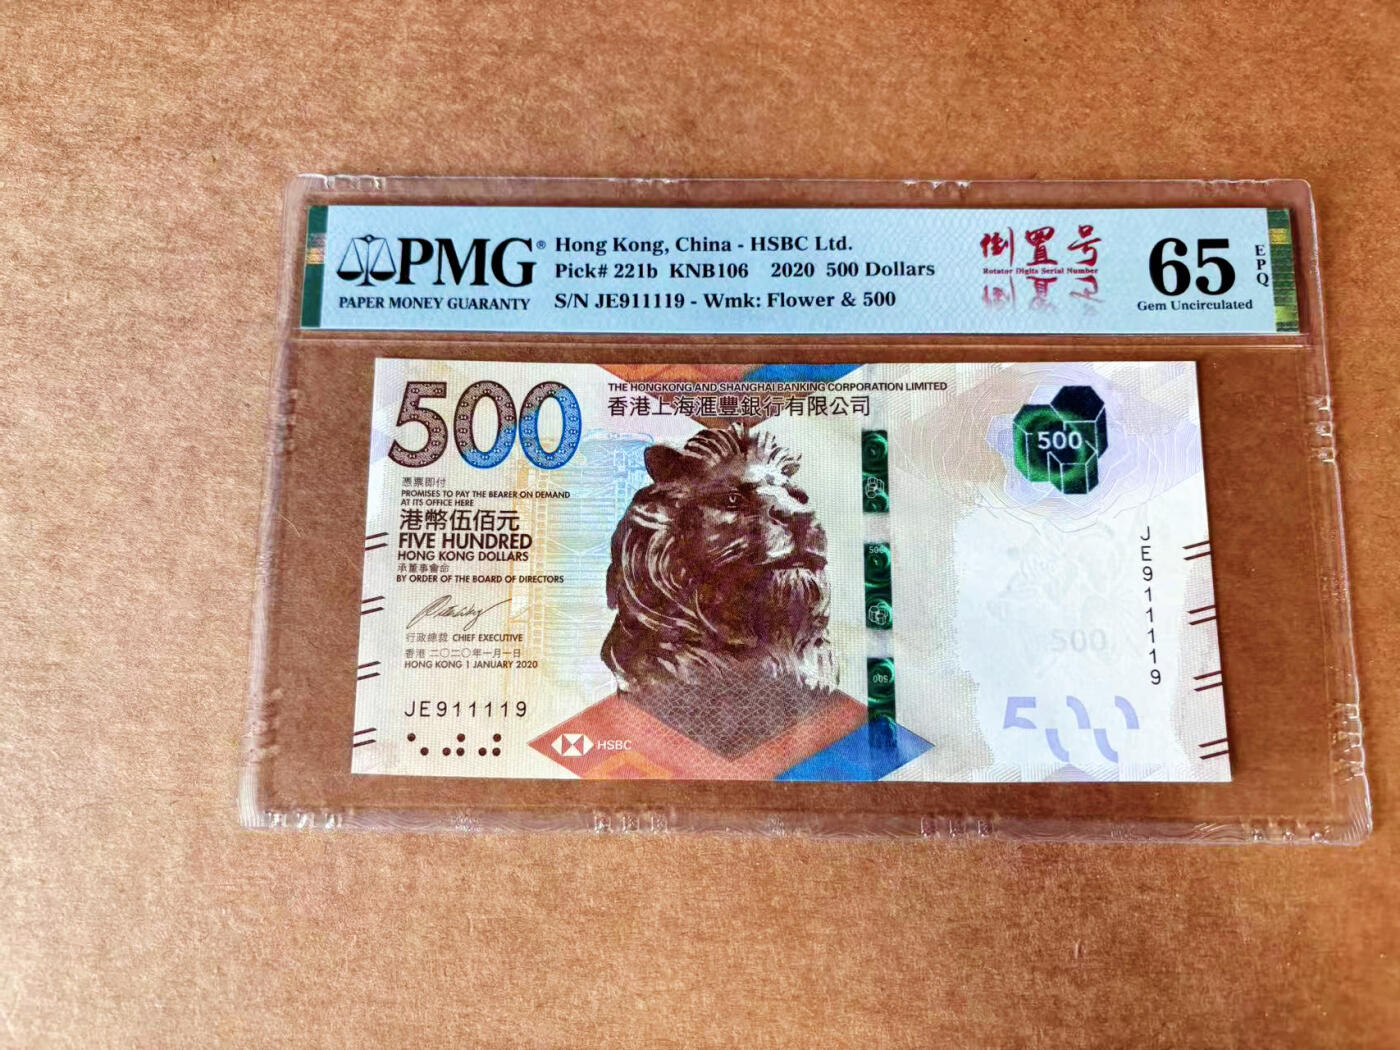 PMG®
PAPER MONEY GUARANTY
Hong Kong, China - HSBC Ltd.
Pick# 221b KNB106 2020 500 Dollars
S/N JE911119 - Wmk: Flower & 500
倒置号
Rotator Digits Serial Number
65
EPQ
Gem Uncirculated
500
THE HONGKONG AND SHANGHAI BANKING CORPORATION LIMITED
香港上海滙豐銀行有限公司
憑票即付
PROMISES TO PAY THE BEARER ON DEMAND
AT ITS OFFICE HERE
港幣伍佰元
FIVE HUNDRED
HONG KONG DOLLARS
承董事會命
BY ORDER OF THE BOARD OF DIRECTORS
行政總裁 CHIEF EXECUTIVE
香港 二〇二〇年一月一日
HONG KONG 1 JANUARY 2020
JE911119
HSBC
500
500
500
500
JE911119
500